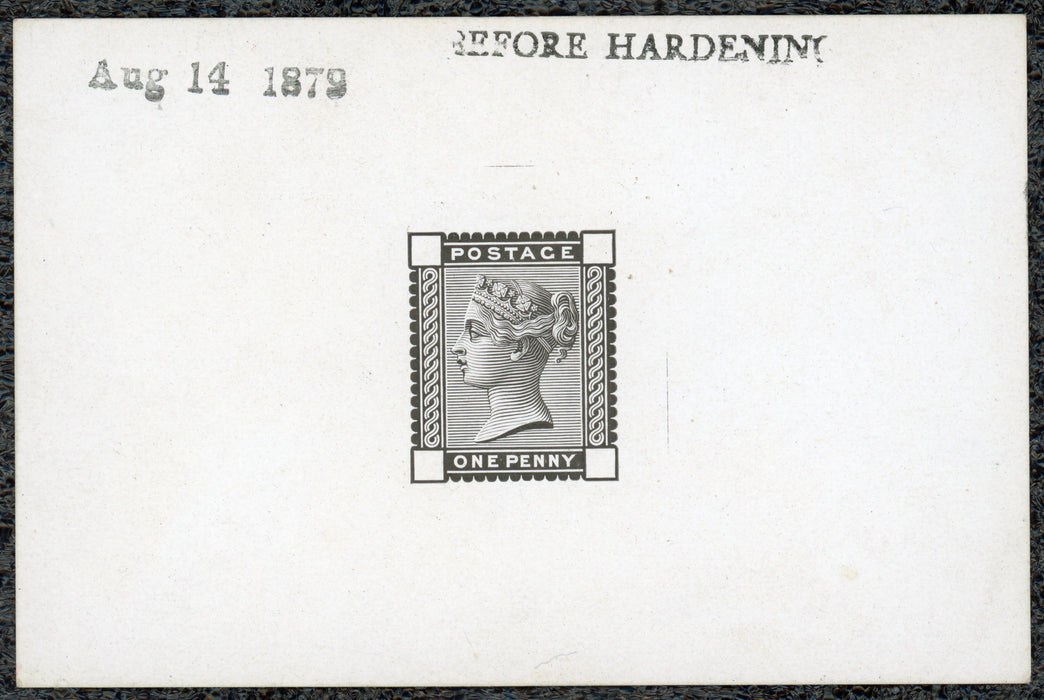 BEFORE HARDENING
Aug 14 1879
POSTAGE
ONE PENNY